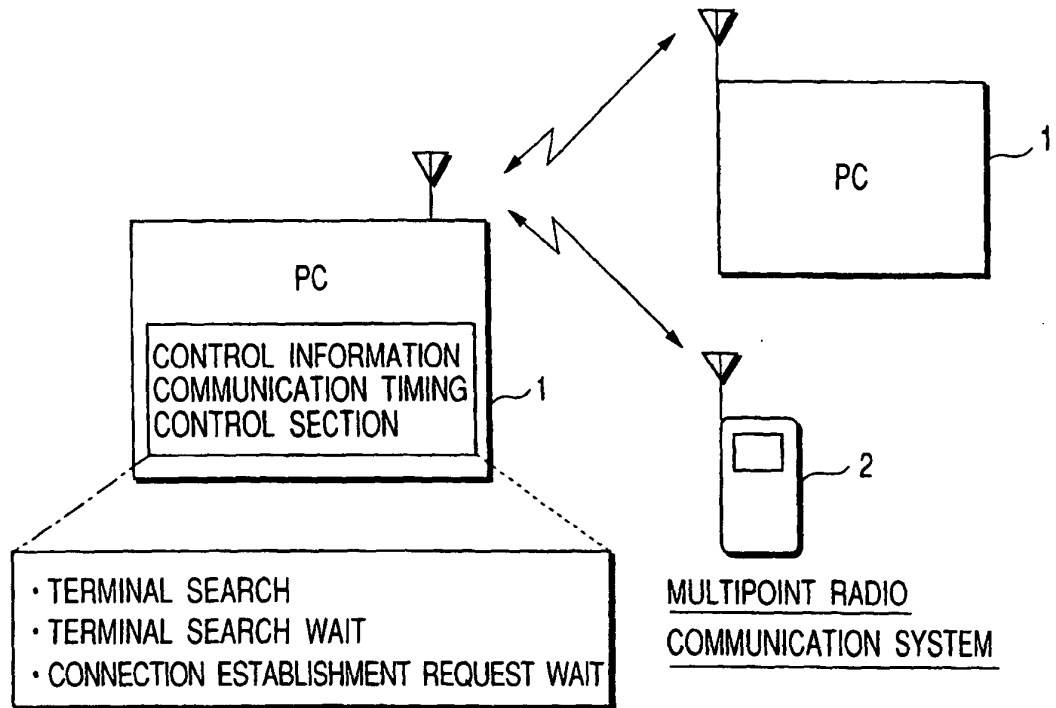 PC
1
PC
CONTROL INFORMATION
COMMUNICATION TIMING
CONTROL SECTION
1
2
· TERMINAL SEARCH
· TERMINAL SEARCH WAIT
· CONNECTION ESTABLISHMENT REQUEST WAIT
MULTIPOINT RADIO
COMMUNICATION SYSTEM